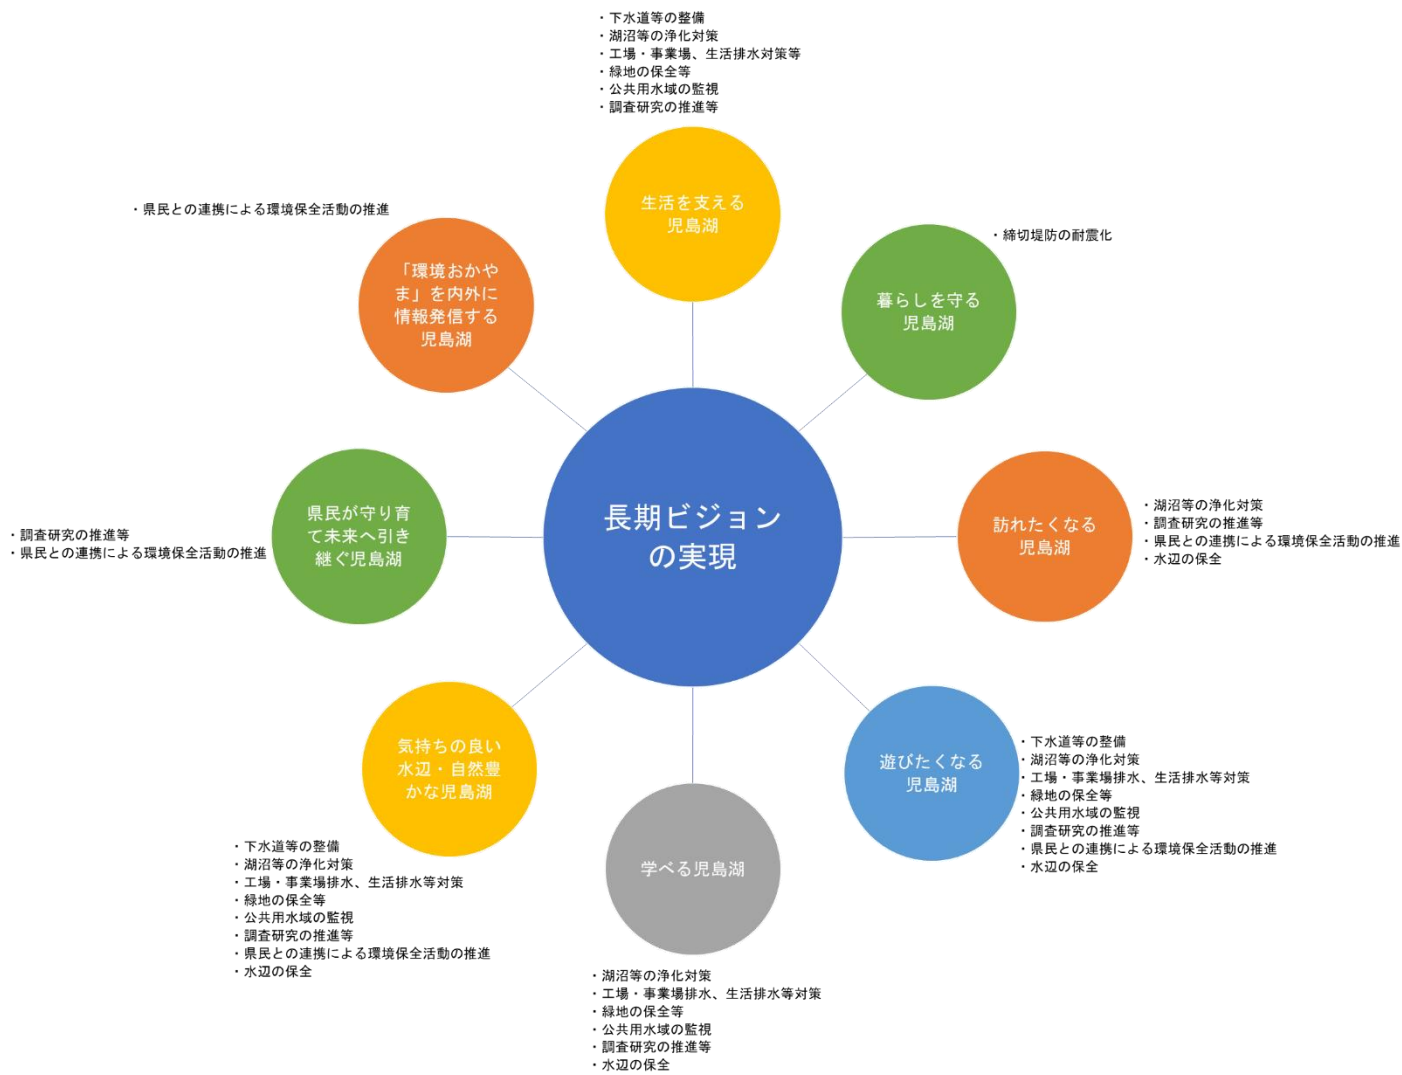 ・下水道等の整備
・湖沼等の浄化対策
・工場・事業場、生活排水対策等
・緑地の保全等
・公共用水域の監視
・調査研究の推進等
生活を支える
児島湖
・締切堤防の耐震化
暮らしを守る
児島湖
・湖沼等の浄化対策
・調査研究の推進等
・県民との連携による環境保全活動の推進
・水辺の保全
訪れたくなる
児島湖
・下水道等の整備
・湖沼等の浄化対策
・工場・事業場排水、生活排水等対策
・緑地の保全等
・公共用水域の監視
・調査研究の推進等
・県民との連携による環境保全活動の推進
・水辺の保全
遊びたくなる
児島湖
学べる児島湖
・湖沼等の浄化対策
・工場・事業場排水、生活排水等対策
・緑地の保全等
・公共用水域の監視
・調査研究の推進等
・水辺の保全
気持ちの良い
水辺・自然豊
かな児島湖
・下水道等の整備
・湖沼等の浄化対策
・工場・事業場排水、生活排水等対策
・緑地の保全等
・公共用水域の監視
・調査研究の推進等
・県民との連携による環境保全活動の推進
・水辺の保全
県民が守り育
て未来へ引き
継ぐ児島湖
・調査研究の推進等
・県民との連携による環境保全活動の推進
・県民との連携による環境保全活動の推進
「環境おかや
ま」を内外に
情報発信する
児島湖
長期ビジョン
の実現